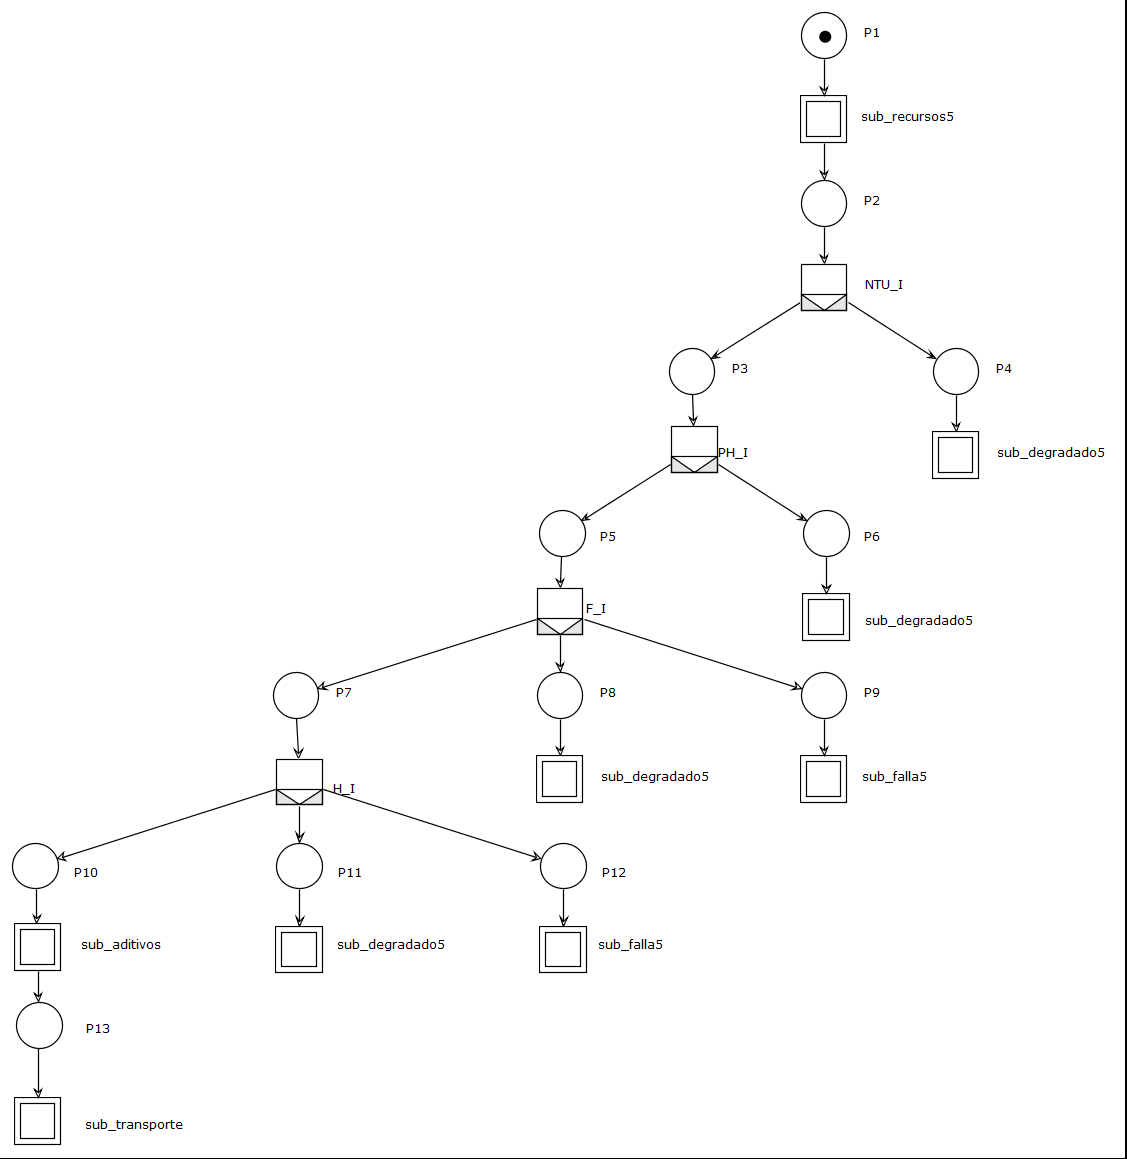 P1
sub_recursos5
P2
NTU_I
P3
P4
PH_I
sub_degradado5
P5
P6
F_I
sub_degradado5
P7
P8
P9
sub_degradado5
sub_falla5
H_I
P10
P11
P12
sub_aditivos
sub_degradado5
sub_falla5
P13
sub_transporte